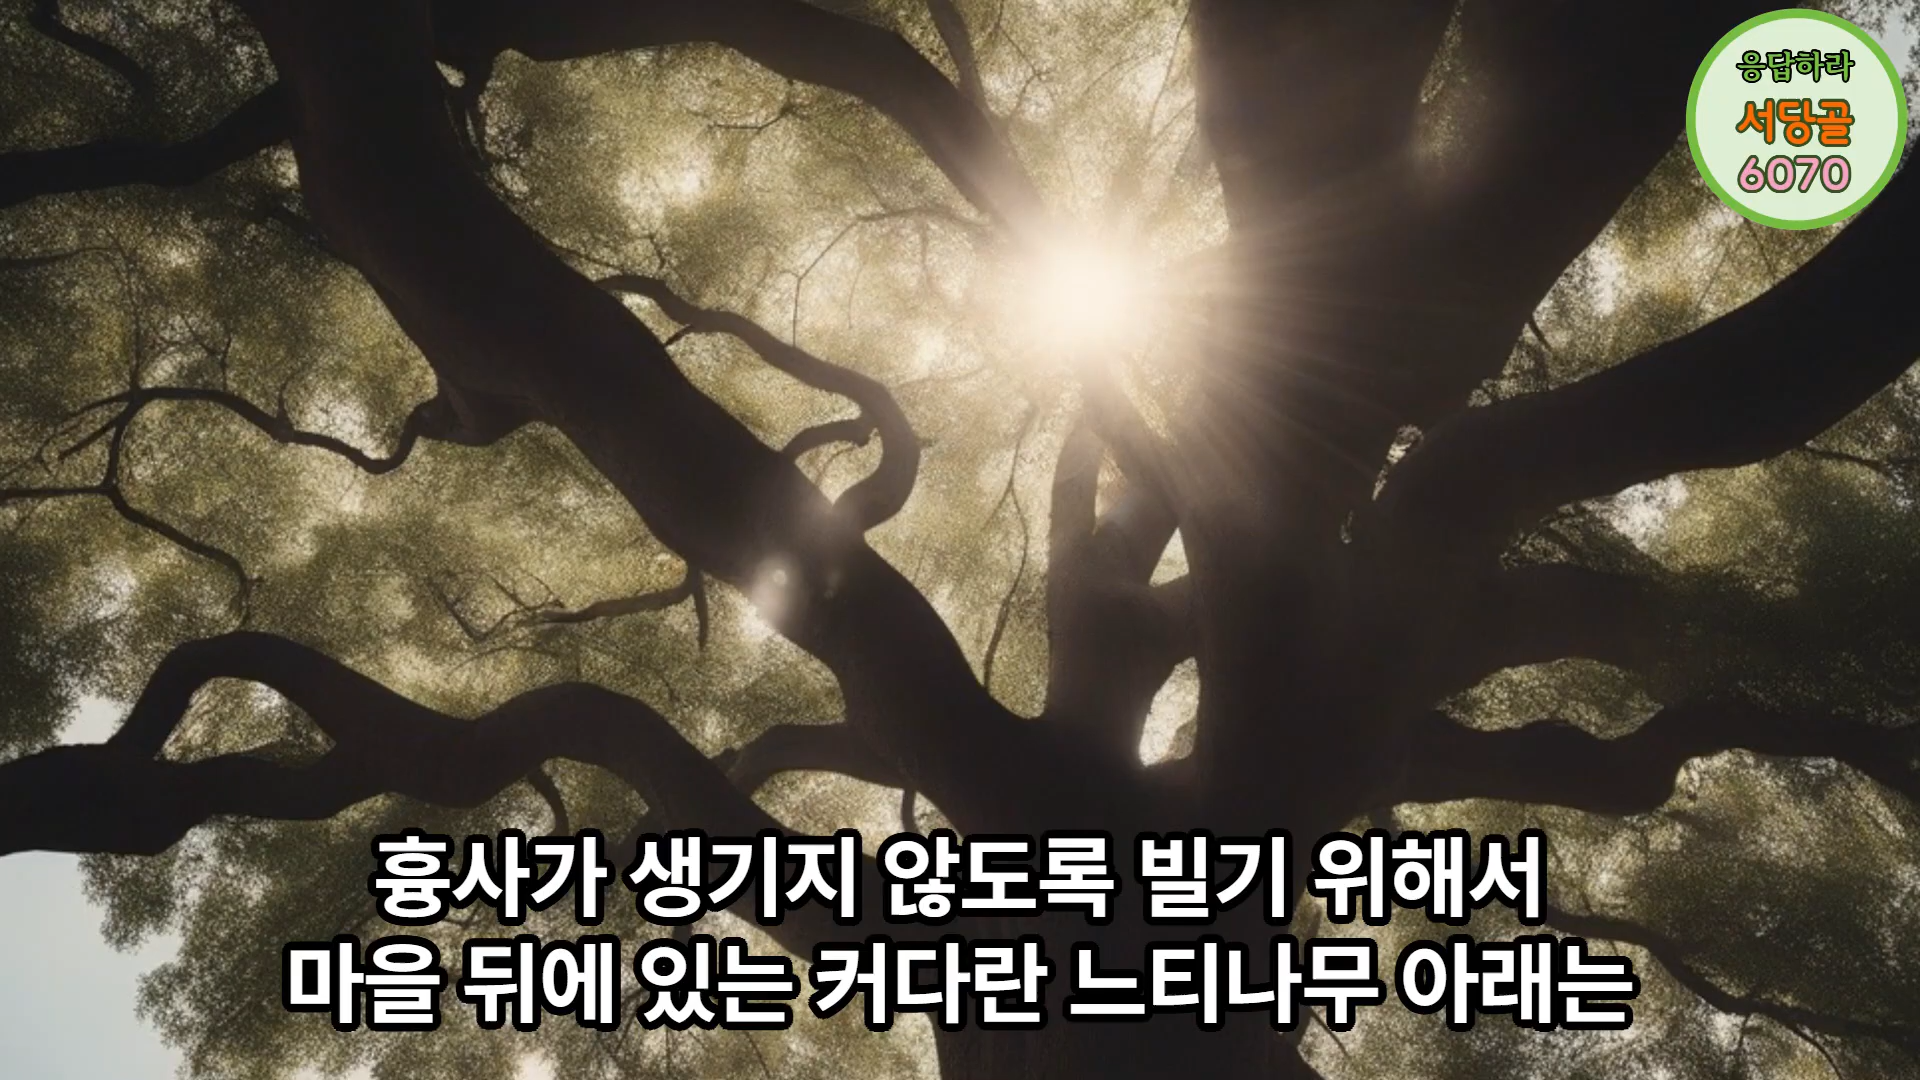 응답하라
서당골
6070
흉사가 생기지 않도록 빌기 위해서
마을 뒤에 있는 커다란 느티나무 아래는